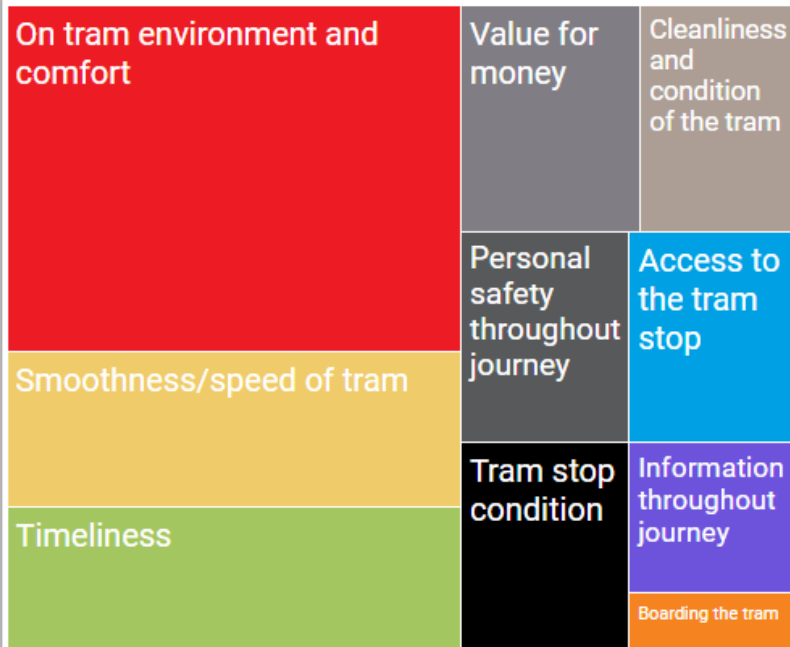 On tram environment and
comfort
Value for
money
Cleanliness
and
condition
of the tram
Smoothness/speed of tram
Personal
safety
throughout
journey
Access to
the tram
stop
Timeliness
Tram stop
condition
Information
throughout
journey
Boarding the tram